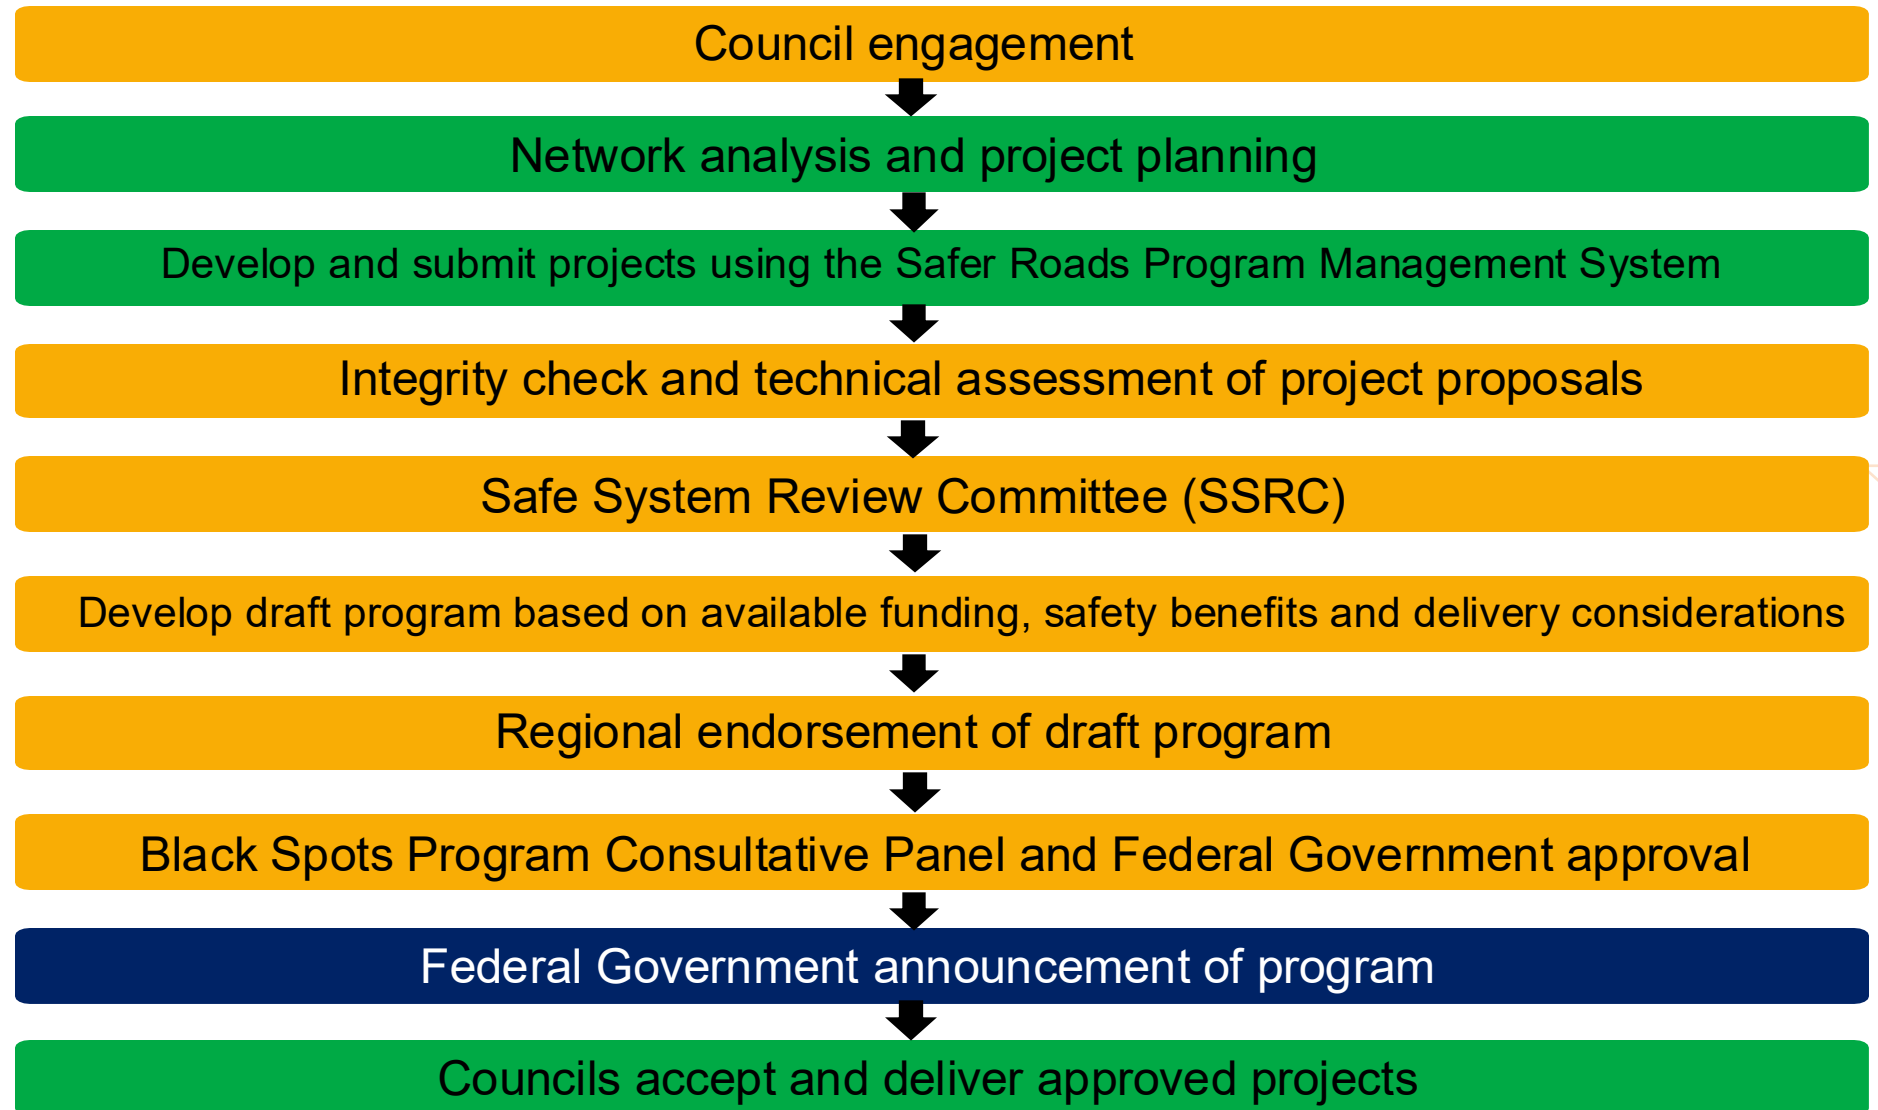 Council engagement
Network analysis and project planning
Develop and submit projects using the Safer Roads Program Management System
Integrity check and technical assessment of project proposals
Safe System Review Committee (SSRC)
Develop draft program based on available funding, safety benefits and delivery considerations
Regional endorsement of draft program
Black Spots Program Consultative Panel and Federal Government approval
Federal Government announcement of program
Councils accept and deliver approved projects